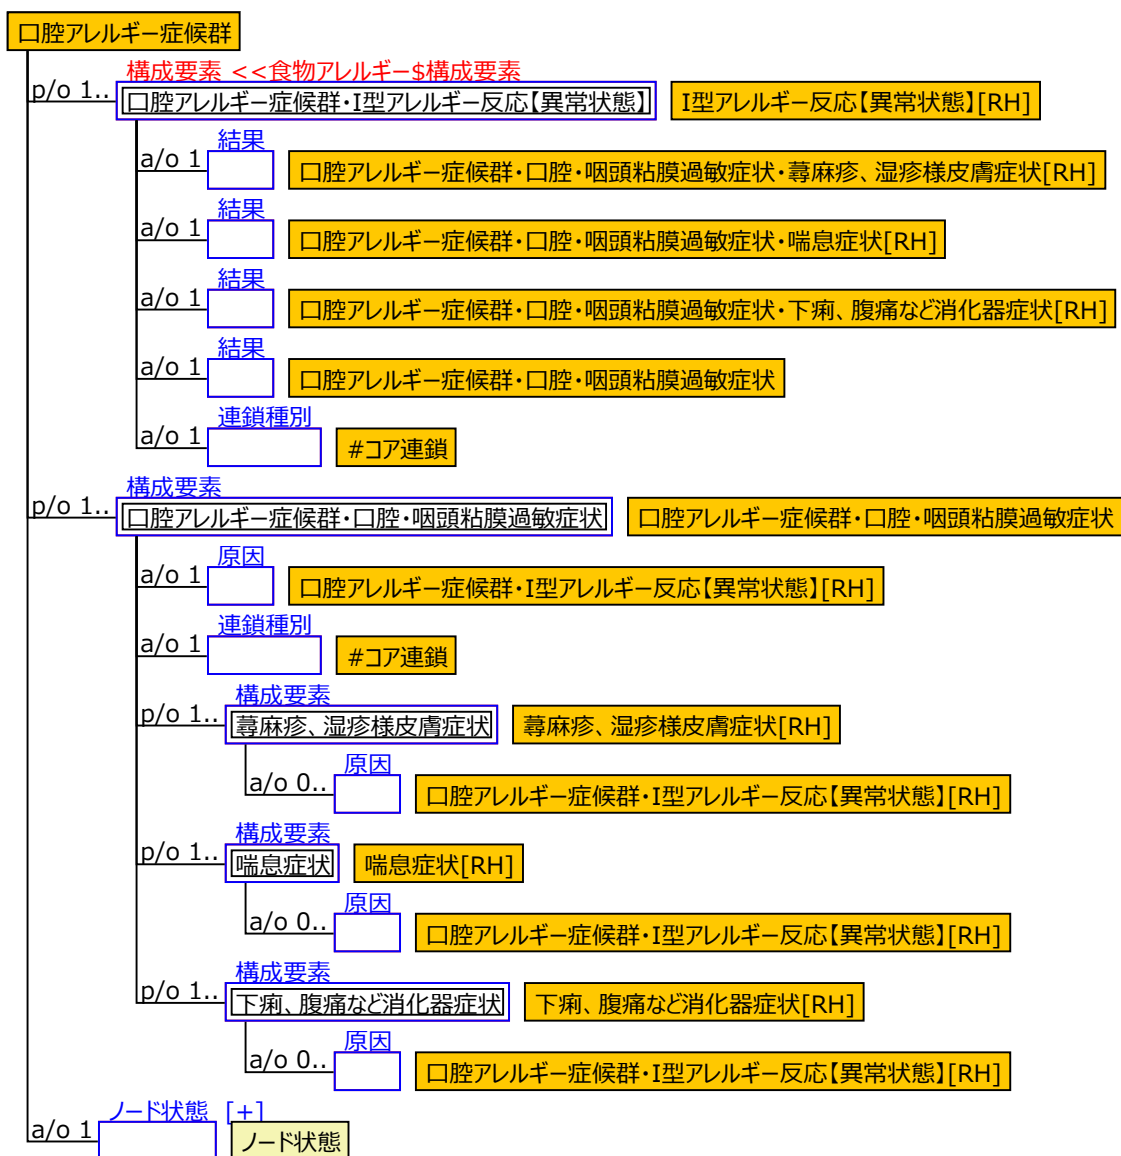 口腔アレルギー症候群
構成要素 <<食物アレルギー$構成要素
p/o 1.. 口腔アレルギー症候群・I型アレルギー反応【異常状態】 I型アレルギー反応【異常状態】[RH]
結果
a/o 1 口腔アレルギー症候群・口腔・咽頭粘膜過敏症状・蕁麻疹、湿疹様皮膚症状[RH]
結果
a/o 1 口腔アレルギー症候群・口腔・咽頭粘膜過敏症状・喘息症状[RH]
結果
a/o 1 口腔アレルギー症候群・口腔・咽頭粘膜過敏症状・下痢、腹痛など消化器症状[RH]
結果
a/o 1 口腔アレルギー症候群・口腔・咽頭粘膜過敏症状
連鎖種別
a/o 1 #コア連鎖
構成要素
p/o 1.. 口腔アレルギー症候群・口腔・咽頭粘膜過敏症状 口腔アレルギー症候群・口腔・咽頭粘膜過敏症状
原因
a/o 1 口腔アレルギー症候群・I型アレルギー反応【異常状態】[RH]
連鎖種別
a/o 1 #コア連鎖
構成要素
p/o 1.. 蕁麻疹、湿疹様皮膚症状 蕁麻疹、湿疹様皮膚症状[RH]
原因
a/o 0.. 口腔アレルギー症候群・I型アレルギー反応【異常状態】[RH]
構成要素
p/o 1.. 喘息症状 喘息症状[RH]
原因
a/o 0.. 口腔アレルギー症候群・I型アレルギー反応【異常状態】[RH]
構成要素
p/o 1.. 下痢、腹痛など消化器症状 下痢、腹痛など消化器症状[RH]
原因
a/o 0.. 口腔アレルギー症候群・I型アレルギー反応【異常状態】[RH]
ノード状態 [+]
a/o 1 ノード状態